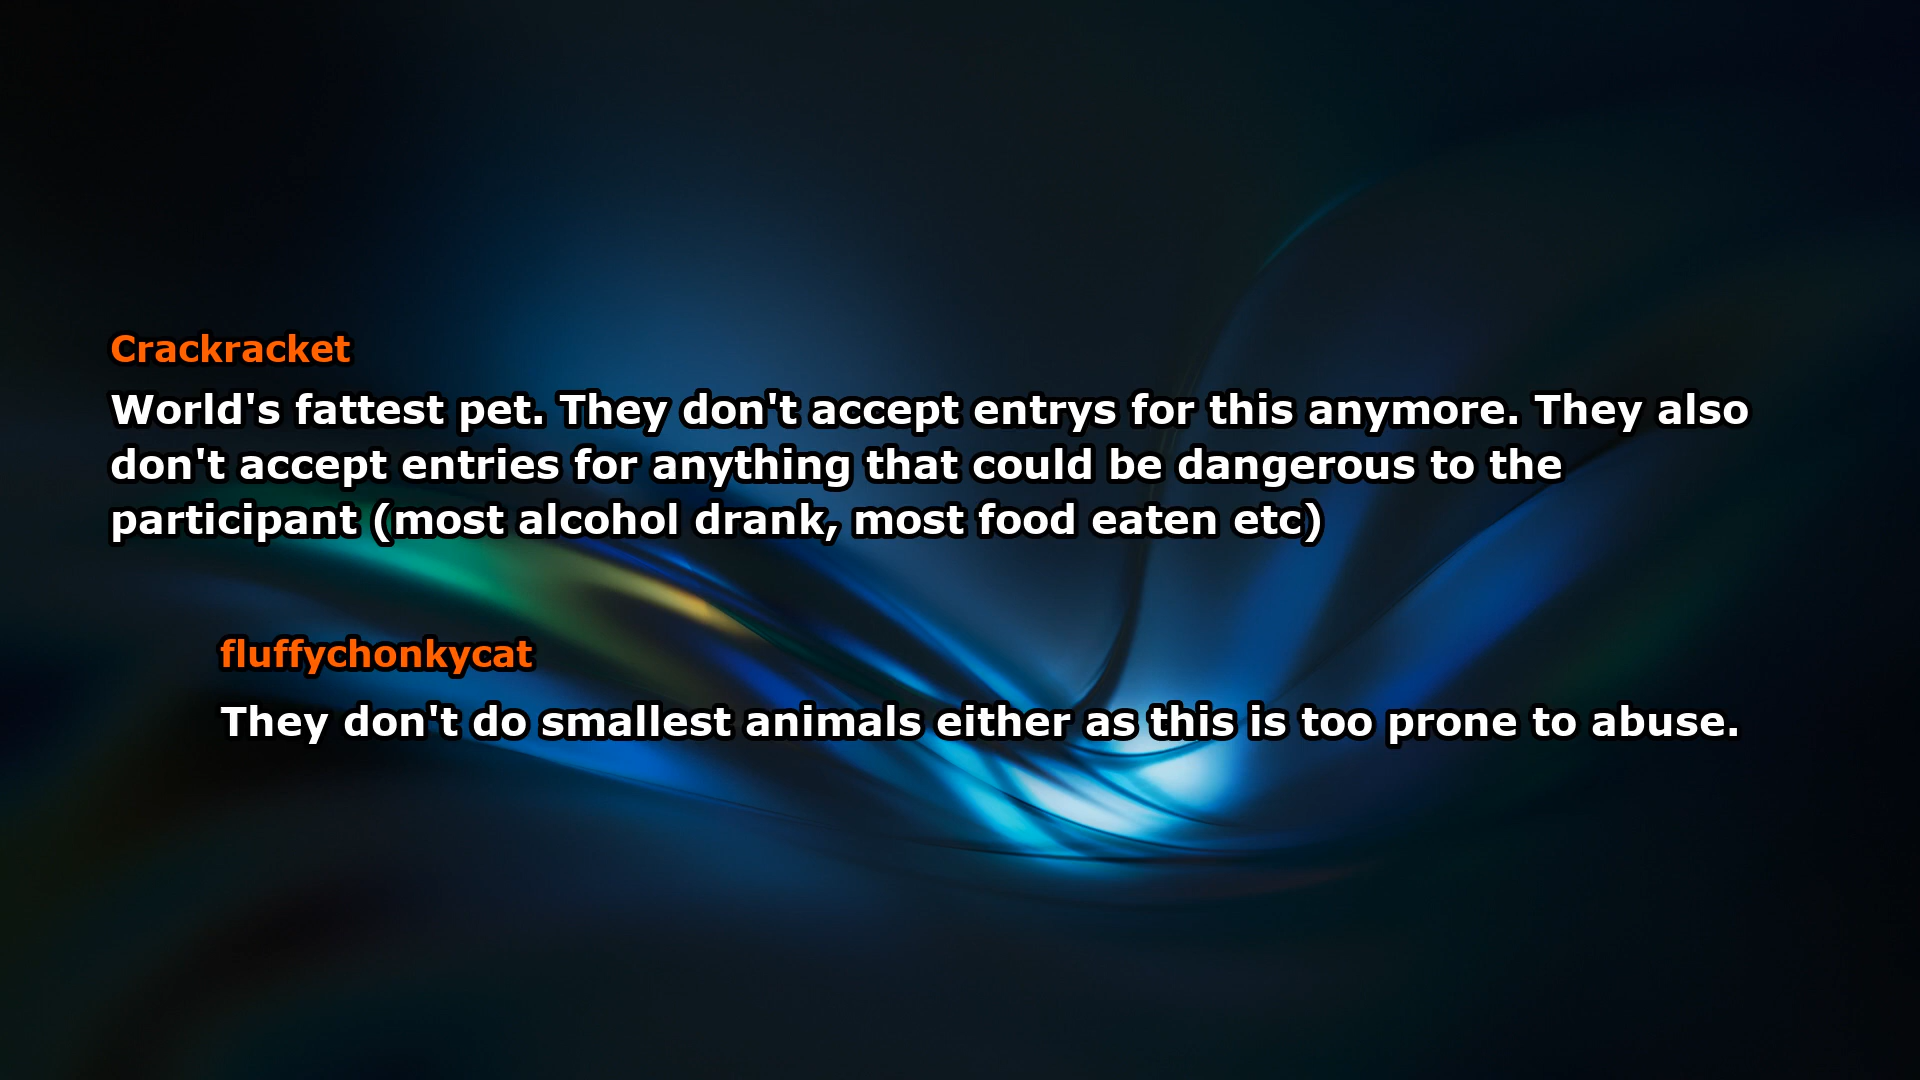 Crackracket
World's fattest pet. They don't accept entrys for this anymore. They also
don't accept entries for anything that could be dangerous to the
participant (most alcohol drank, most food eaten etc)
fluffychonkycat
They don't do smallest animals either as this is too prone to abuse.